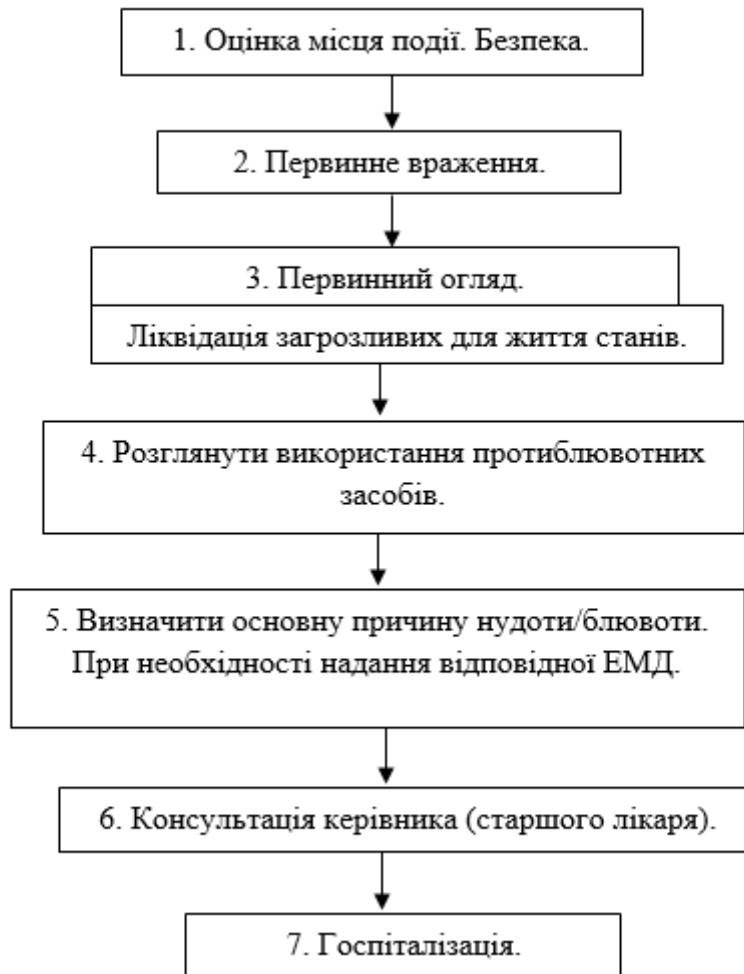 1. Оцінка місця події. Безпека.
2. Первинне враження.
3. Первинний огляд.
Ліквідація загрозливих для життя станів.
4. Розглянути використання протиблювотних
засобів.
5. Визначити основну причину нудоти/блювоти.
При необхідності надання відповідної ЕМД.
6. Консультація керівника (старшого лікаря).
7. Госпіталізація.